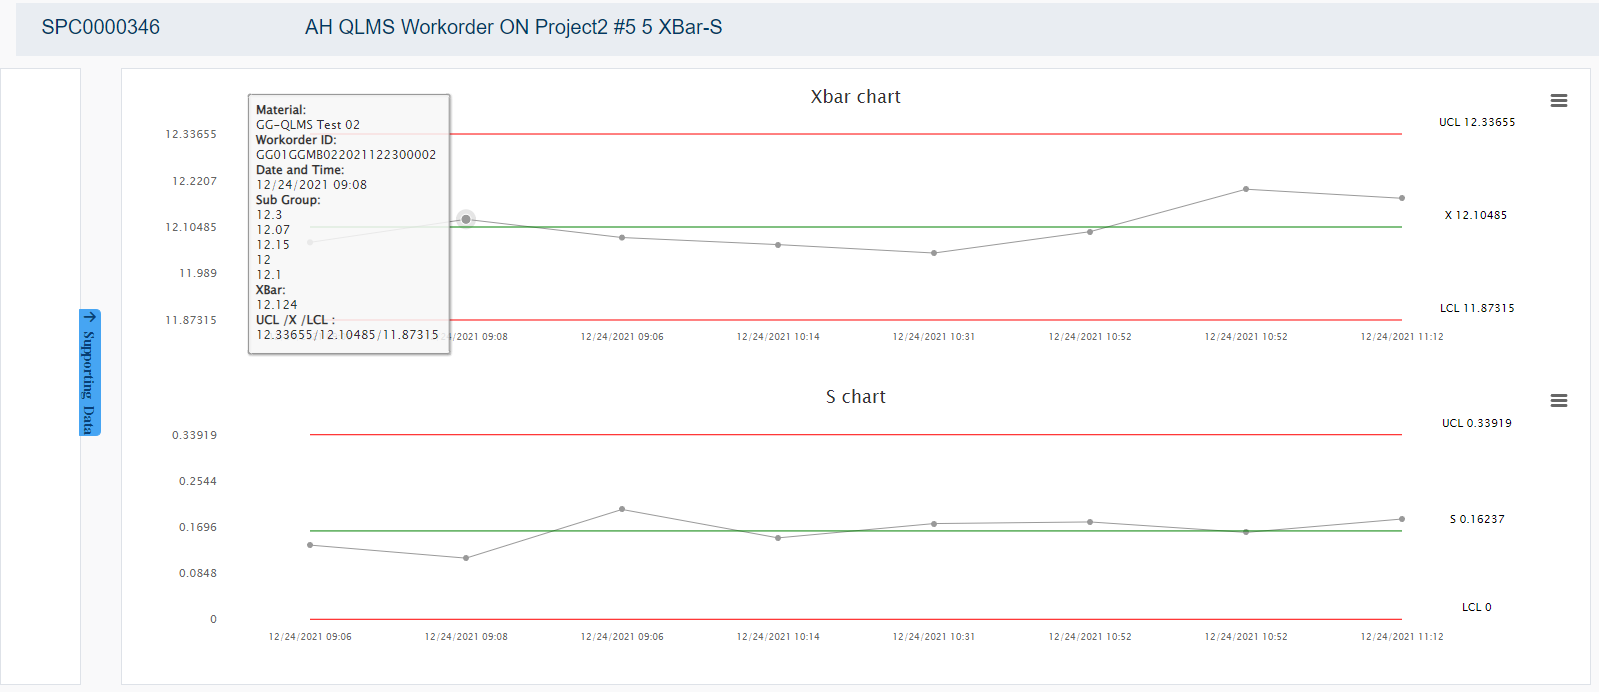 SPC0000346
AH QLMS Workorder ON Project2 #5 5 XBar-S
Supporting Data
Xbar chart
12.33655
12.2207
12.10485
11.989
11.87315
UCL 12.33655
X 12.10485
LCL 11.87315
Material:
GG-QLMS Test 02
Workorder ID:
GG01GGMB022021122300002
Date and Time:
12/24/2021 09:08
Sub Group:
12.3
12.07
12.15
12
12.1
XBar:
12.124
UCL /X /LCL :
12.33655/12.10485/11.87315
4/2021 09:08
12/24/2021 09:06
12/24/2021 10:14
12/24/2021 10:31
12/24/2021 10:52
12/24/2021 10:52
12/24/2021 11:12
S chart
0.33919
0.2544
0.1696
0.0848
0
UCL 0.33919
S 0.16237
LCL 0
12/24/2021 09:06
12/24/2021 09:08
12/24/2021 09:06
12/24/2021 10:14
12/24/2021 10:31
12/24/2021 10:52
12/24/2021 10:52
12/24/2021 11:12